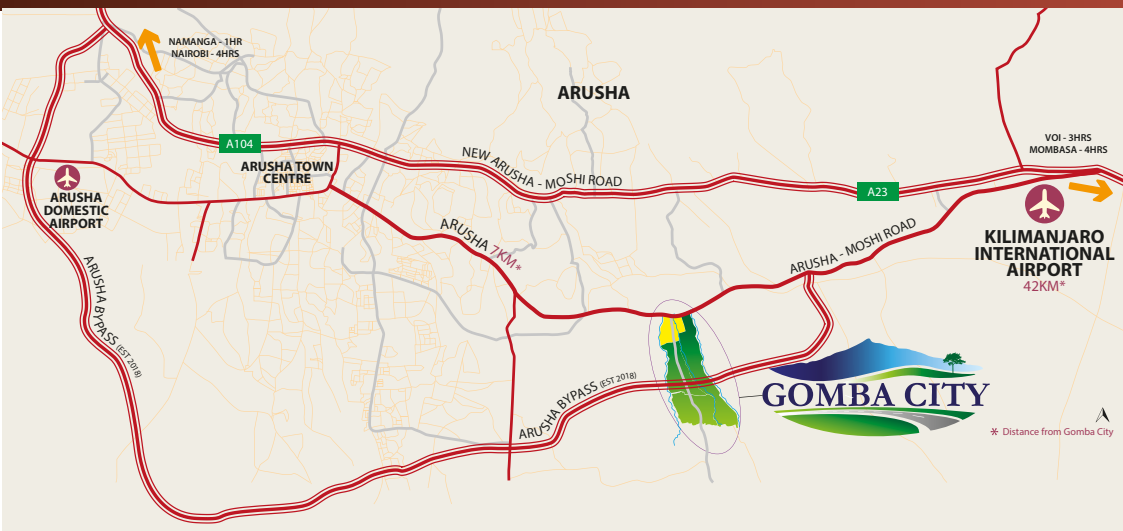 NAMANGA - 1HR
NAIROBI - 4HRS
ARUSHA
VOI - 3HRS
MOMBASA - 4HRS
A104
NEW ARUSHA - MOSHI ROAD
ARUSHA TOWN
CENTRE
A23
ARUSHA
DOMESTIC
AIRPORT
ARUSHA 7KM*
ARUSHA - MOSHI ROAD
KILIMANJARO
INTERNATIONAL
AIRPORT
42KM*
ARUSHA BYPASS (EST 2018)
ARUSHA BYPASS (EST 2018)
GOMBA CITY
* Distance from Gomba City